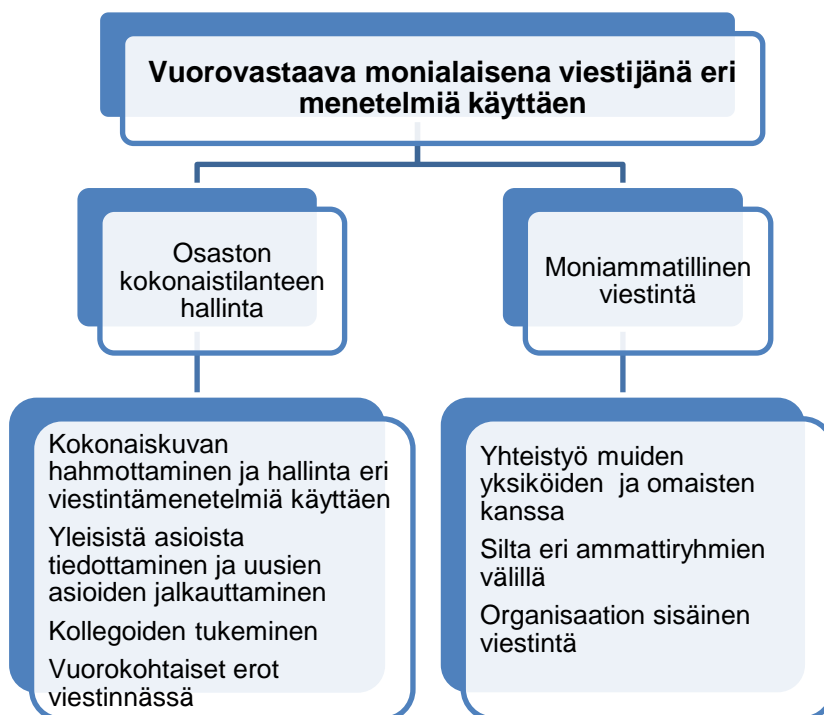 Vuorovastaava monialaisena viestijänä eri
menetelmiä käyttäen
Osaston
kokonaistilanteen
hallinta
Moniammatillinen
viestintä
Kokonaiskuvan
hahmottaminen ja hallinta eri
viestintämenetelmiä käyttäen
Yleisistä asioista
tiedottaminen ja uusien
asioiden jalkauttaminen
Kollegoiden tukeminen
Vuorokohtaiset erot
viestinnässä
Yhteistyö muiden
yksiköiden ja omaisten
kanssa
Silta eri ammattiryhmien
välillä
Organisaation sisäinen
viestintä